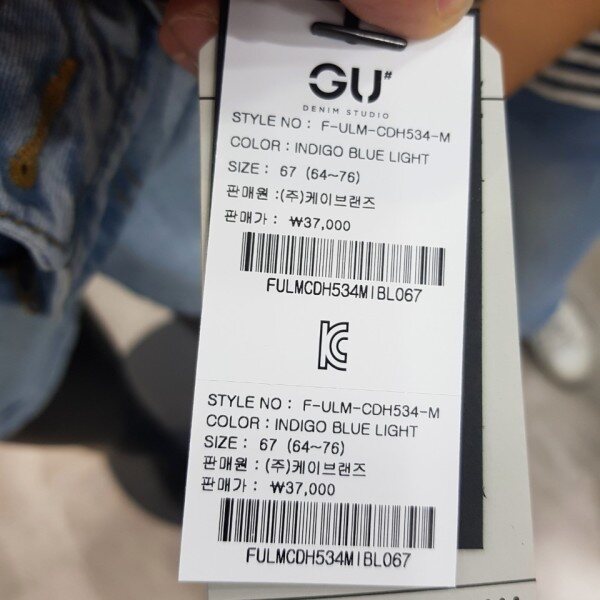 GU#
DENIM STUDIO
STYLE NO : F-ULM-CDH534-M
COLOR : INDIGO BLUE LIGHT
SIZE : 67 (64~76)
판매원 :(주)케이브랜즈
판매가 : ₩37,000
FULMCDH534MIBL067
KC
STYLE NO : F-ULM-CDH534-M
COLOR : INDIGO BLUE LIGHT
SIZE : 67 (64~76)
판매원 : (주)케이브랜즈
판매가 : ₩37,000
FULMCDH534MIBL067